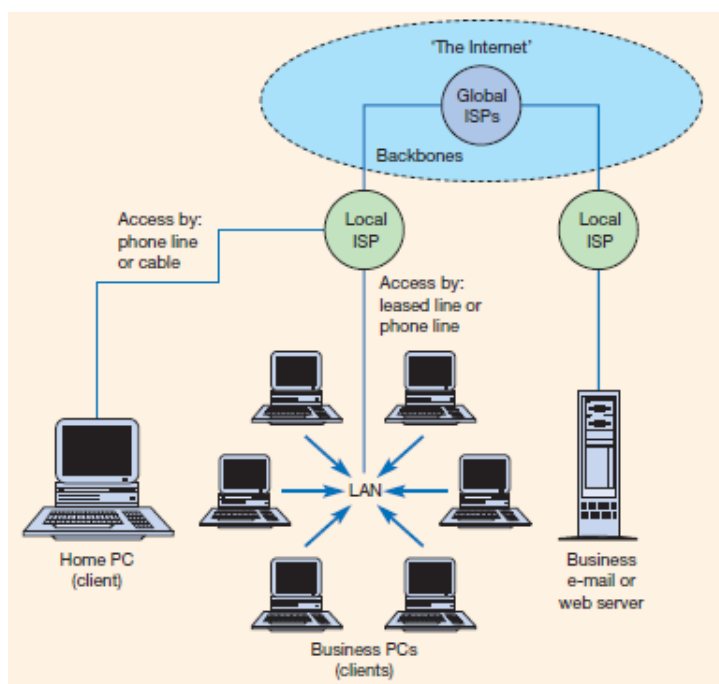 'The Internet'
Global
ISPs
Backbones
Local
ISP
Local
ISP
Access by:
phone line
or cable
Access by:
leased line or
phone line
LAN
Home PC
(client)
Business
e-mail or
web server
Business PCs
(clients)